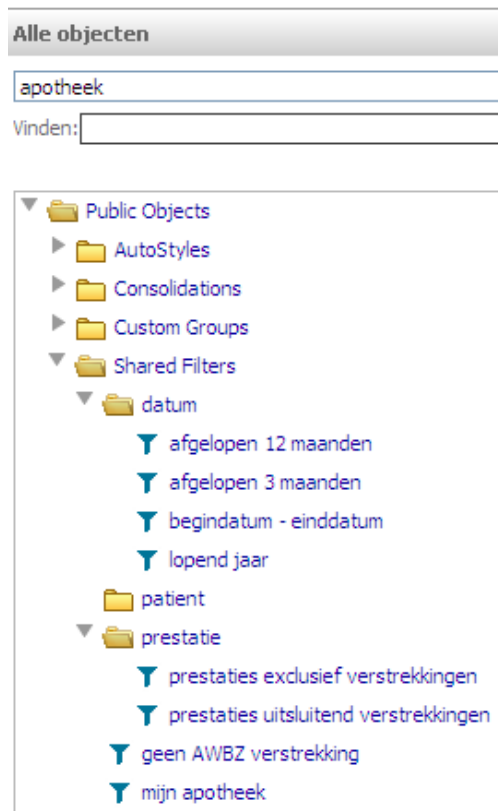 Alle objecten
apotheek
Vinden:
Public Objects
AutoStyles
Consolidations
Custom Groups
Shared Filters
datum
afgelopen 12 maanden
afgelopen 3 maanden
begindatum - einddatum
lopend jaar
patient
prestatie
prestaties exclusief verstrekkingen
prestaties uitsluitend verstrekkingen
geen AWBZ verstrekking
mijn apotheek